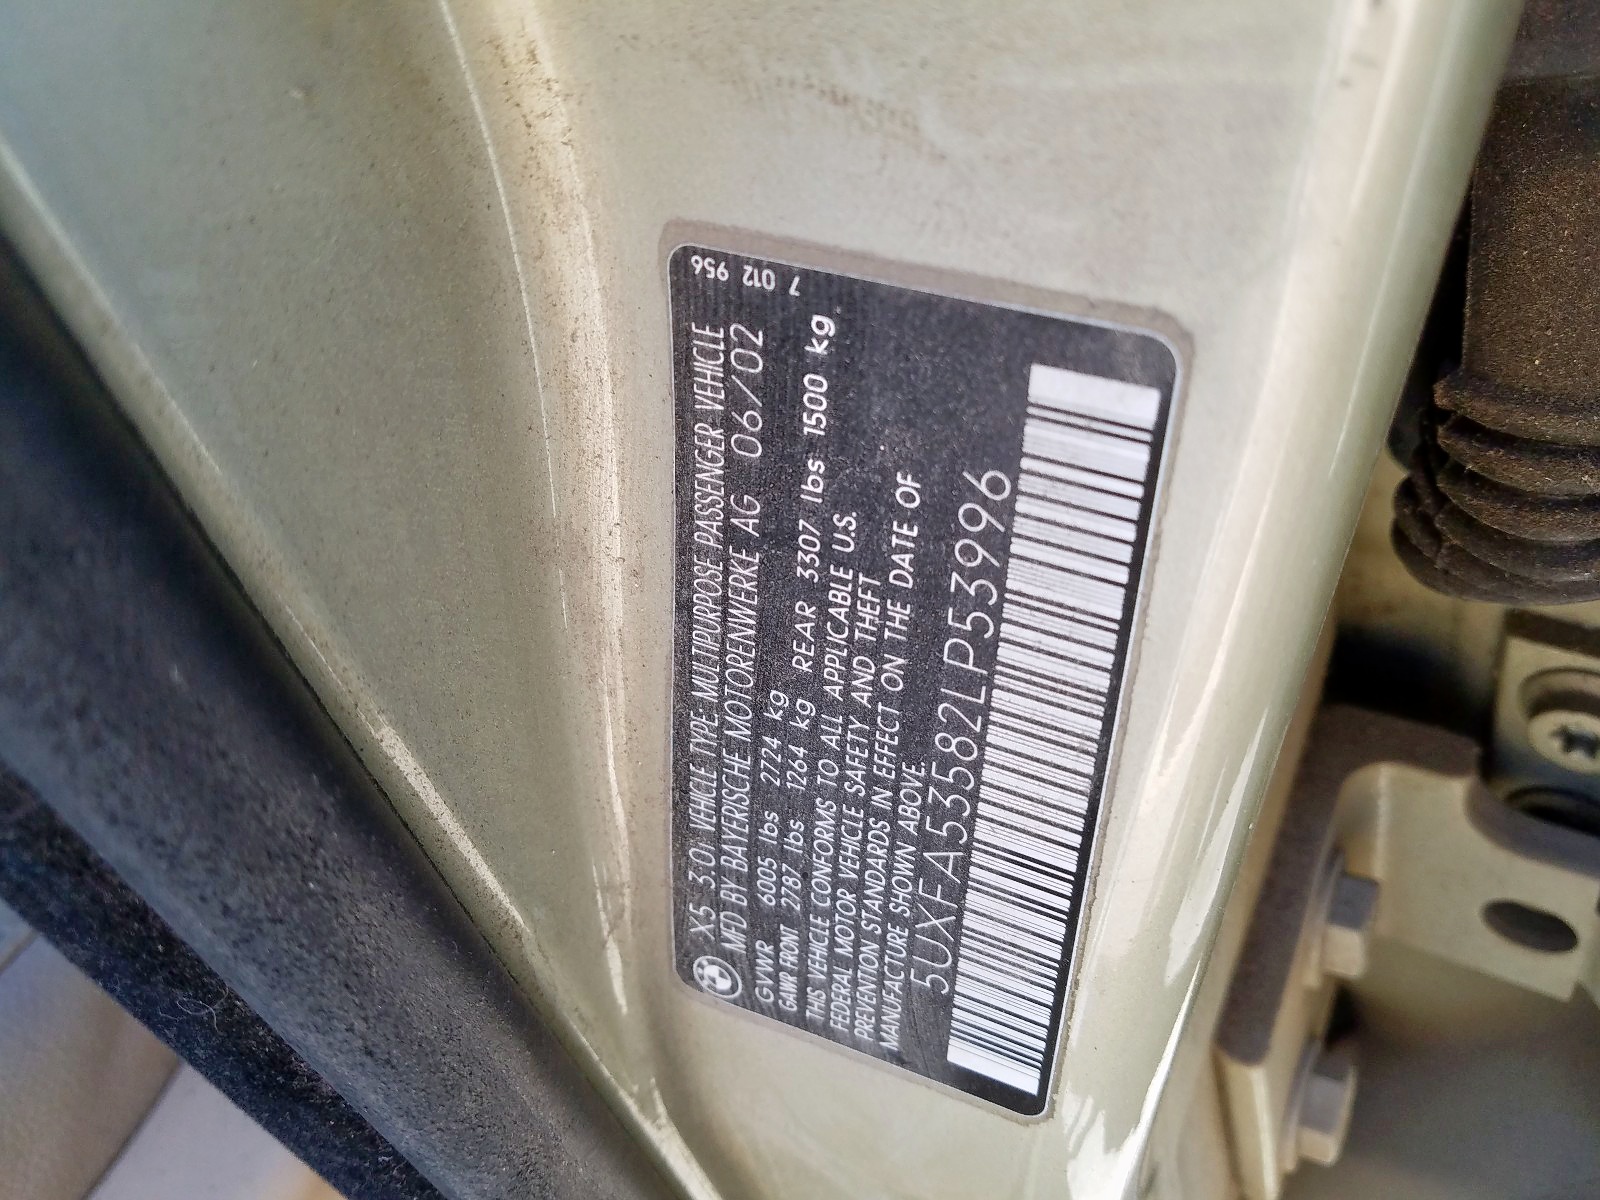 X5 3.0i VEHICLE TYPE: MULTIPURPOSE PASSENGER VEHICLE
MFD BY BAYERISCHE MOTORENWERKE AG 06/02
GVWR 6005 lbs 2724 kg
GAWR FRONT 2787 lbs 1264 kg REAR 3307 lbs 1500 kg
THIS VEHICLE CONFORMS TO ALL APPLICABLE U.S.
FEDERAL MOTOR VEHICLE SAFETY AND THEFT
PREVENTION STANDARDS IN EFFECT ON THE DATE OF
MANUFACTURE SHOWN ABOVE.
5UXFA53582LP53996
7 012 956